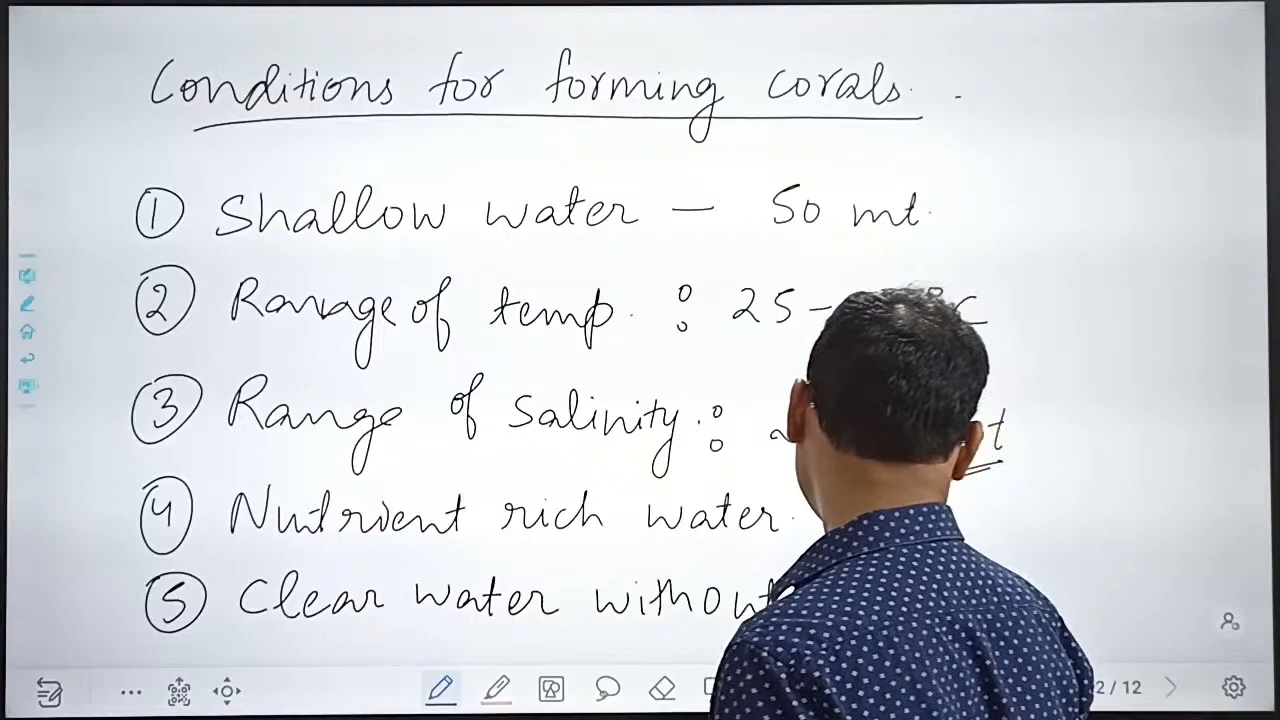 Conditions for forming corals.
① Shallow water – 50 mt.
② Range of temp. : 25- °C
③ Range of salinity :
④ Nutrient rich water.
⑤ Clear water without
2/12